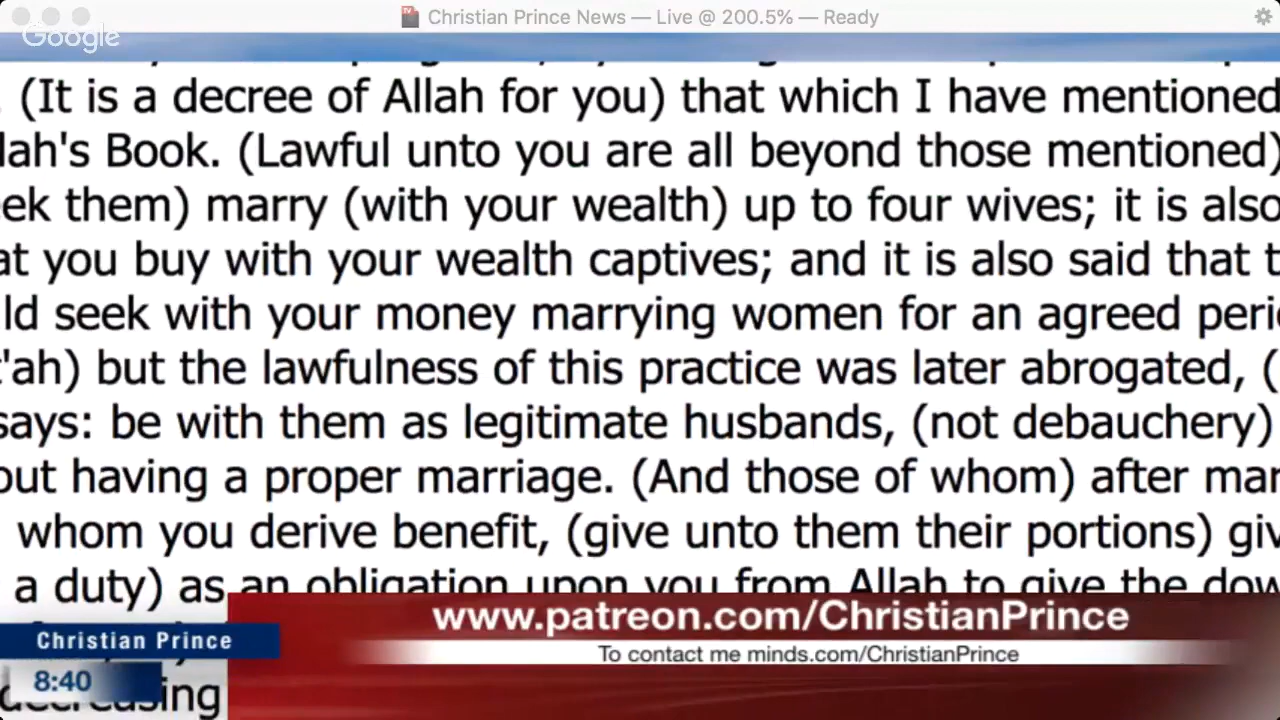 Christian Prince News — Live @ 200.5% — Ready
Google
. (It is a decree of Allah for you) that which I have mentioned
lah's Book. (Lawful unto you are all beyond those mentioned)
ek them) marry (with your wealth) up to four wives; it is also
at you buy with your wealth captives; and it is also said that t
ld seek with your money marrying women for an agreed peri
t'ah) but the lawfulness of this practice was later abrogated, (
says: be with them as legitimate husbands, (not debauchery)
out having a proper marriage. (And those of whom) after mar
whom you derive benefit, (give unto them their portions) giv
a duty) as an obligation upon you from Allah to give the dow
www.patreon.com/ChristianPrince
Christian Prince
To contact me minds.com/ChristianPrince
8:40
decreasing